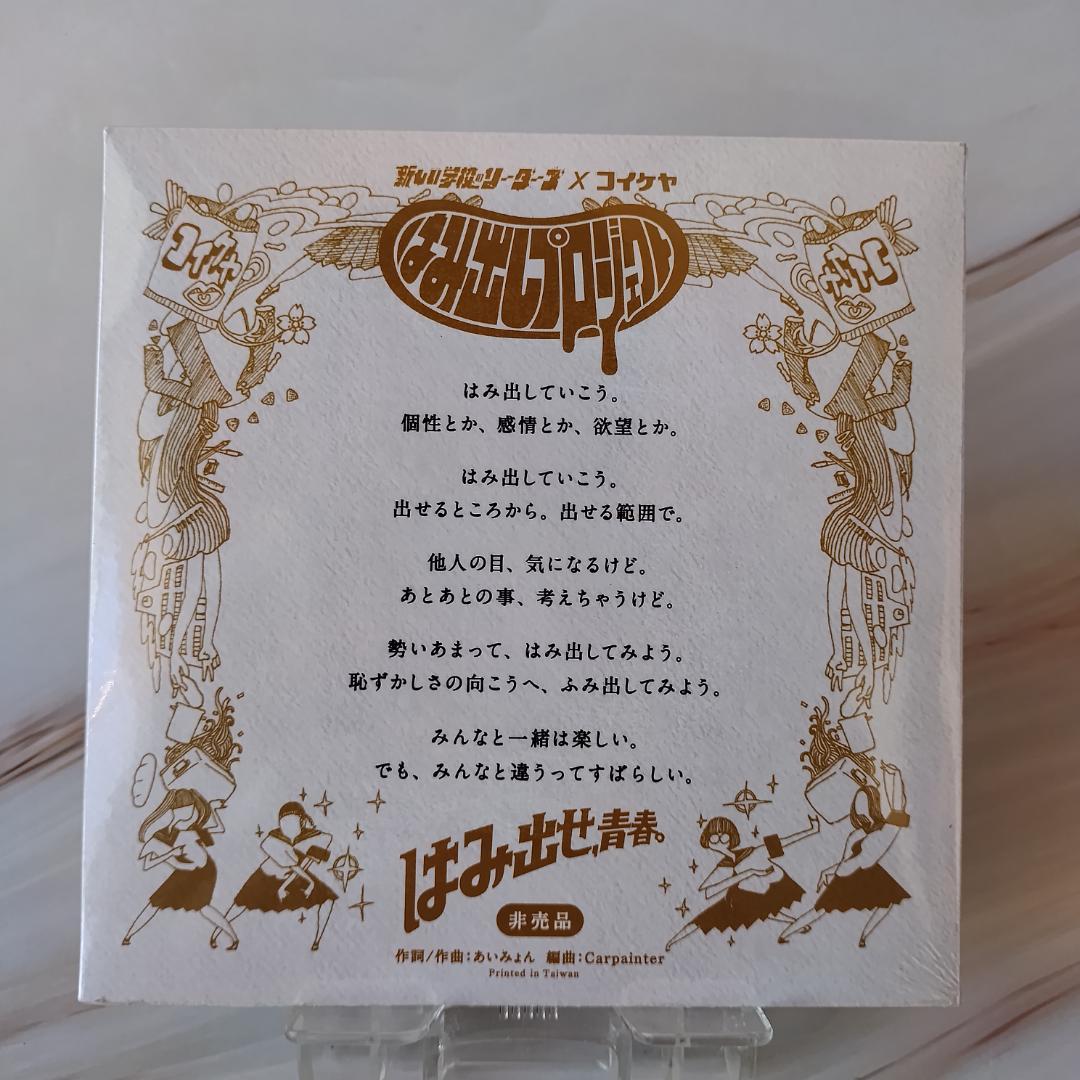 新しい学校のリーダーズ X コイケヤ
はみ出しプロジェクト
コイケヤ
コイケヤ
はみ出していこう。
個性とか、感情とか、欲望とか。
はみ出していこう。
出せるところから。出せる範囲で。
他人の目、気になるけど。
あとあとの事、考えちゃうけど。
勢いあまって、はみ出してみよう。
恥ずかしさの向こうへ、ふみ出してみよう。
みんなと一緒は楽しい。
でも、みんなと違うってすばらしい。
はみ出せ、青春。
非売品
作詞/作曲：あいみょん 編曲：Carpainter
Printed in Taiwan